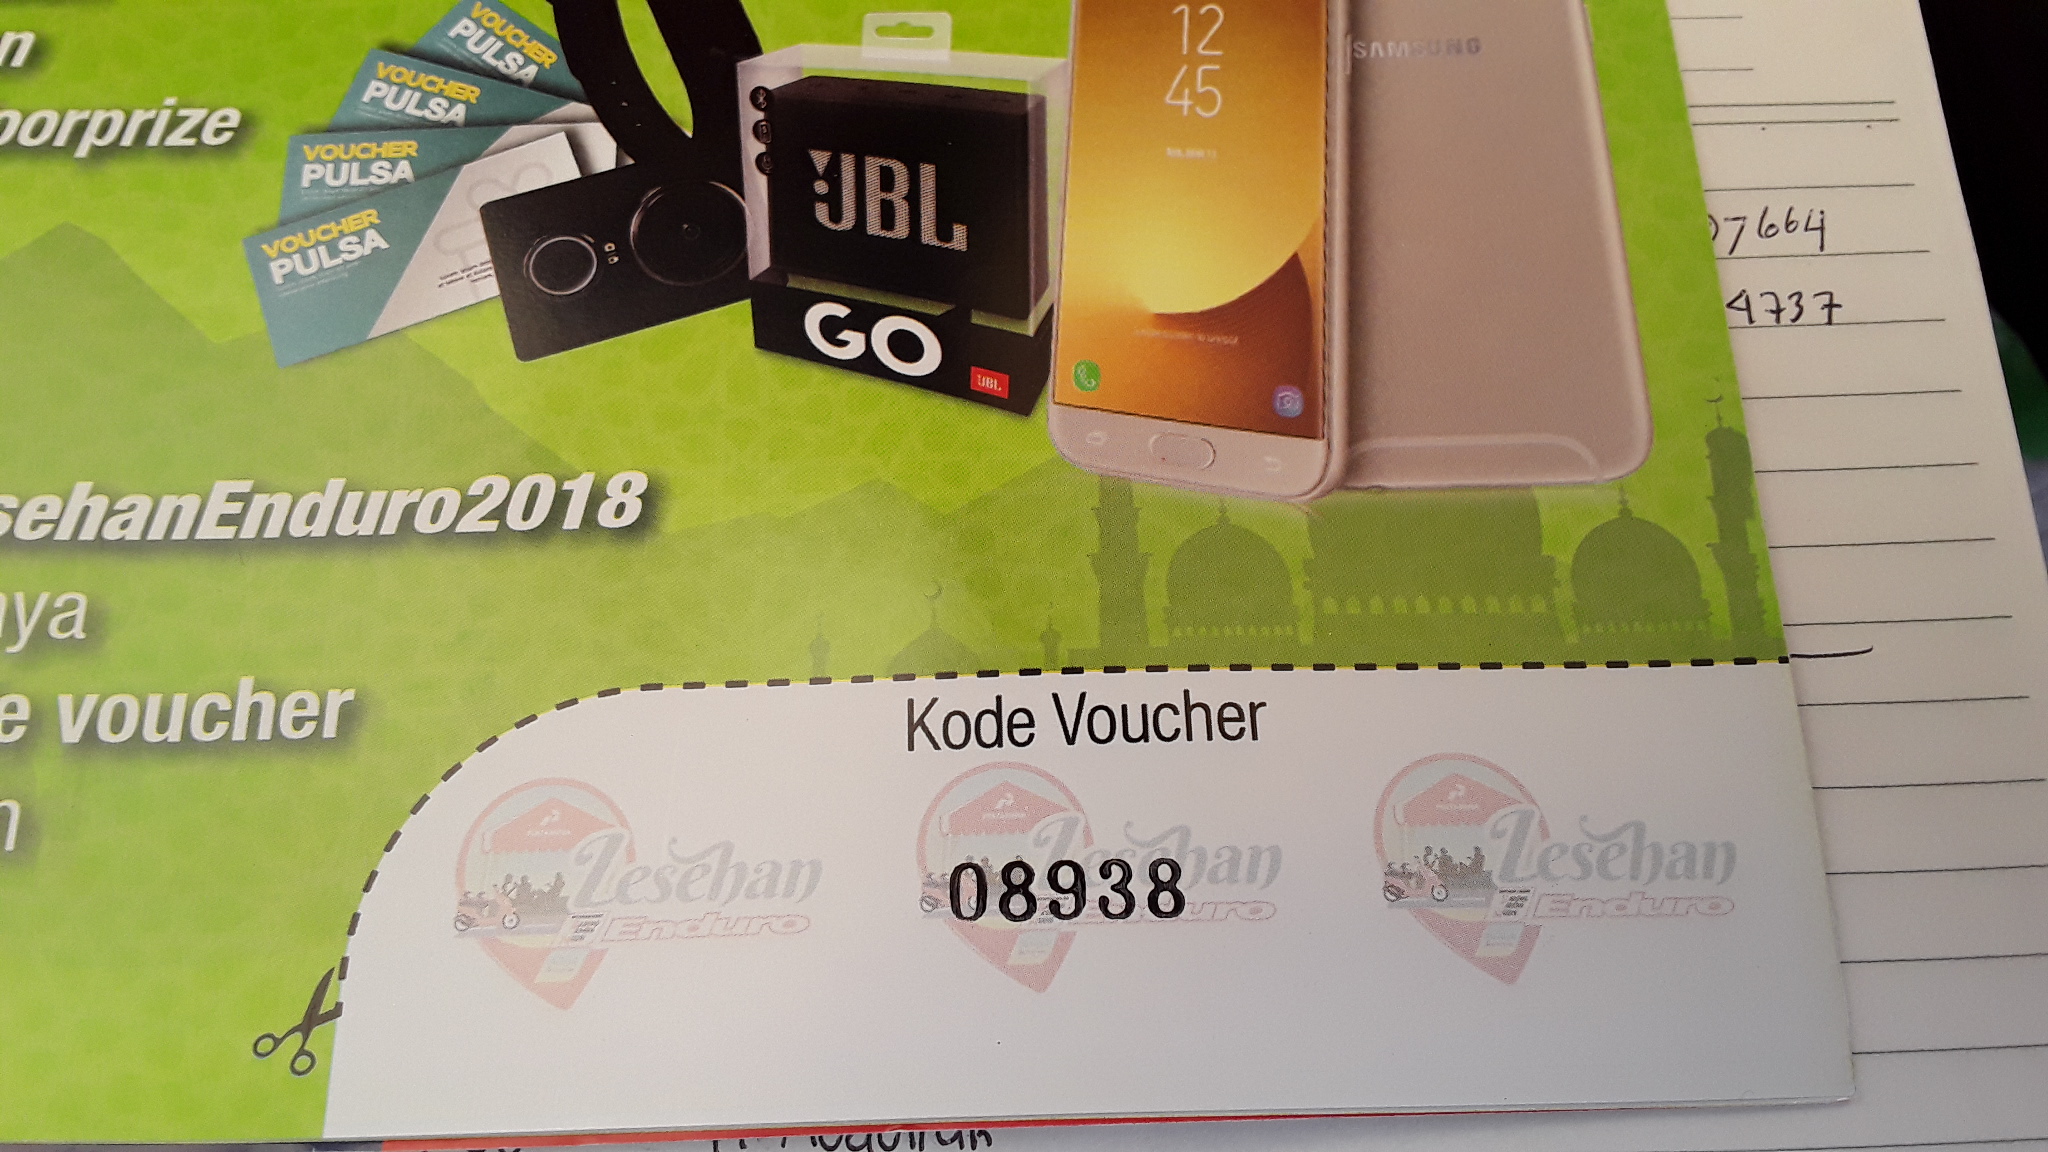 n
oorprize
VOUCHER
PULSA
VOUCHER
PULSA
VOUCHER
PULSA
VOUCHER
PULSA
JBL
GO
JBL
12
45
SAMSUNG
7664
4737
sehanEnduro2018
nya
e voucher
n
Kode Voucher
Lesehan
Enduro
Lesehan
Enduro
Lesehan
Enduro
08938